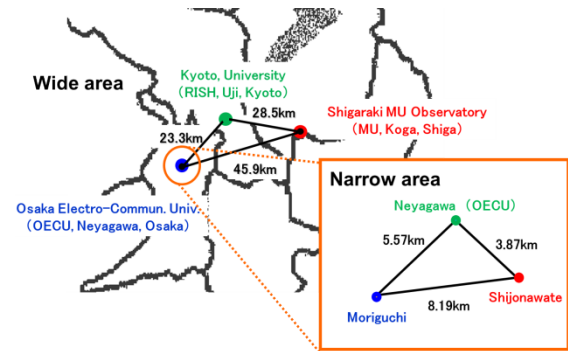 Wide area
Kyoto, University
(RISH, Uji, Kyoto)
28.5km
Shigaraki MU Observatory
(MU, Koga, Shiga)
23.3km
45.9km
Osaka Electro-Commun. Univ.
(OECU, Neyagawa, Osaka)
Narrow area
Neyagawa (OECU)
5.57km
3.87km
8.19km
Shijonawate
Moriguchi